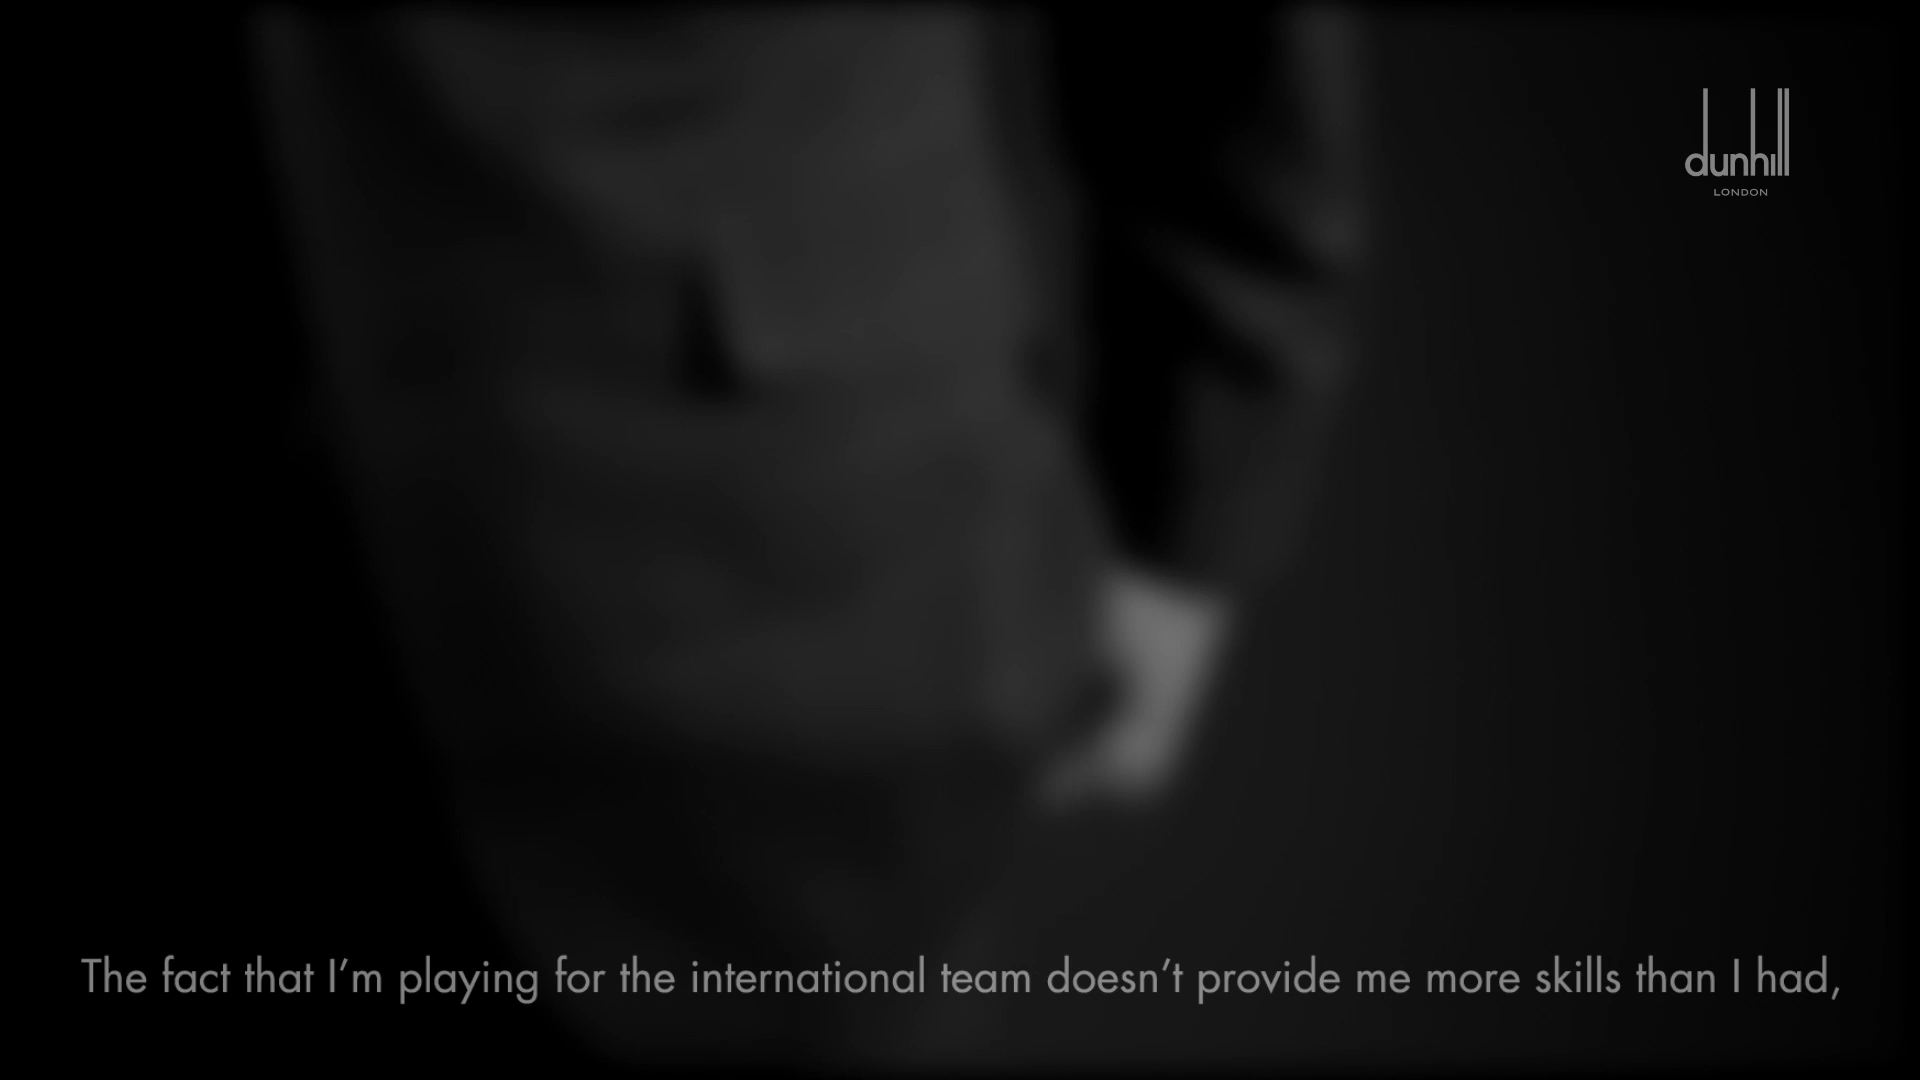 dunhill
LONDON
The fact that I’m playing for the international team doesn’t provide me more skills than I had,